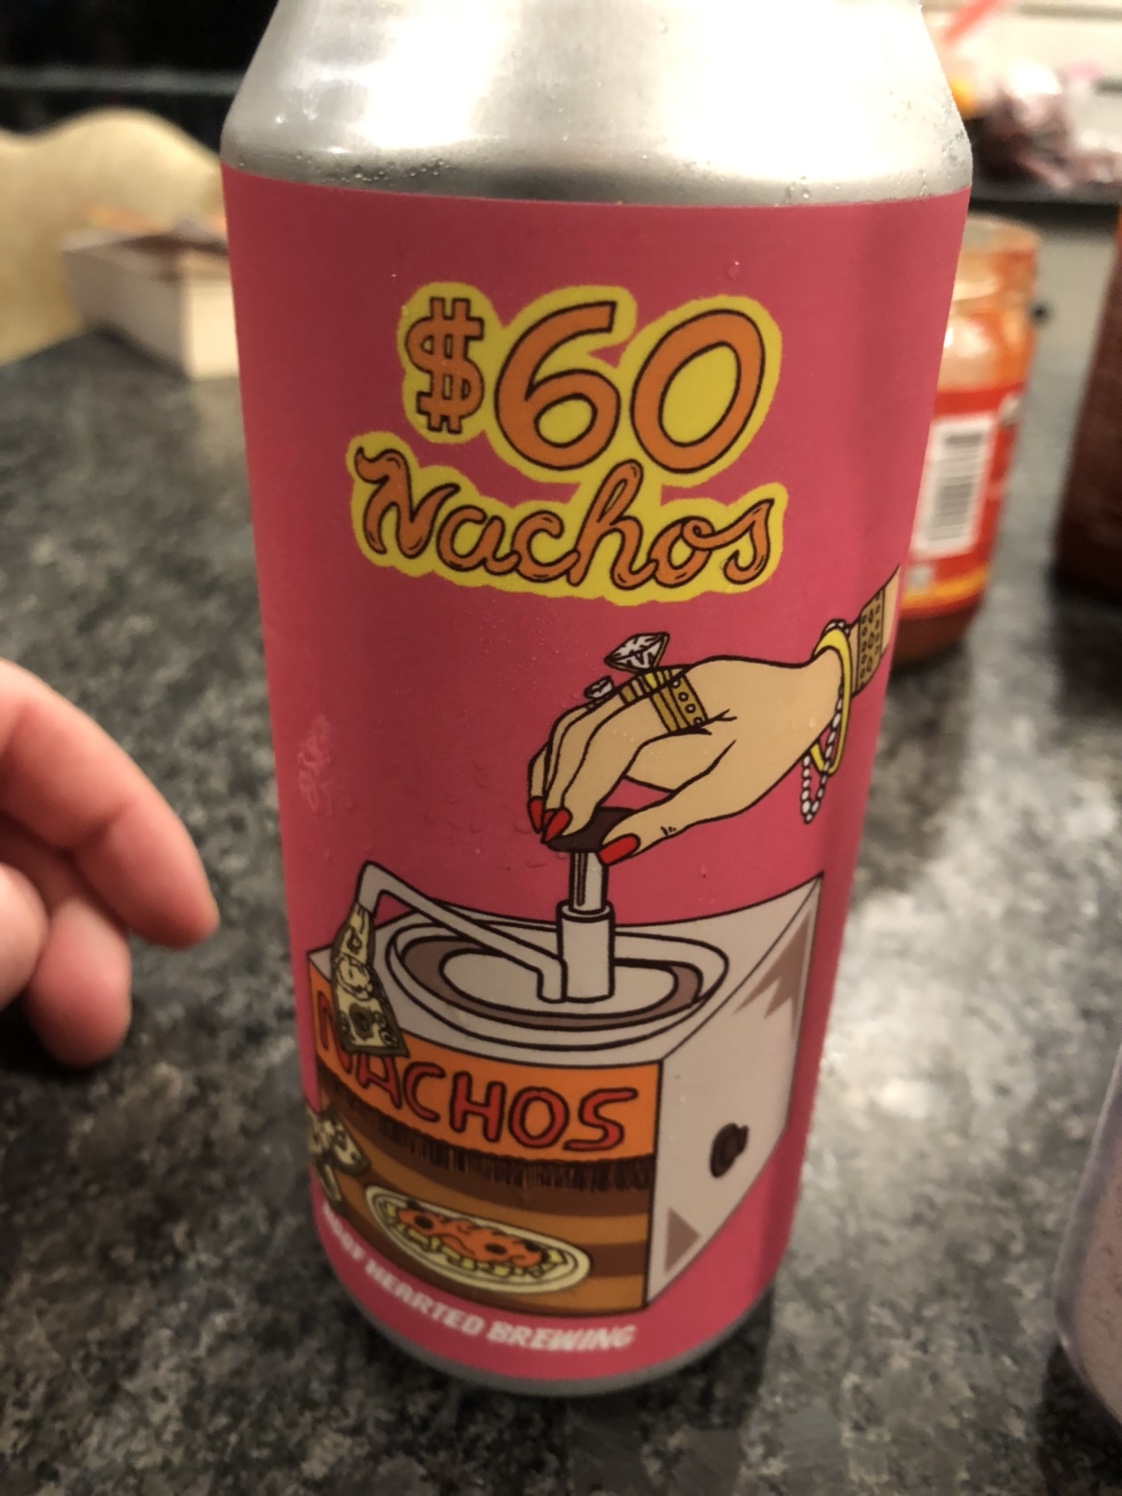 $60
Nachos
NACHOS
HEARTED BREWING